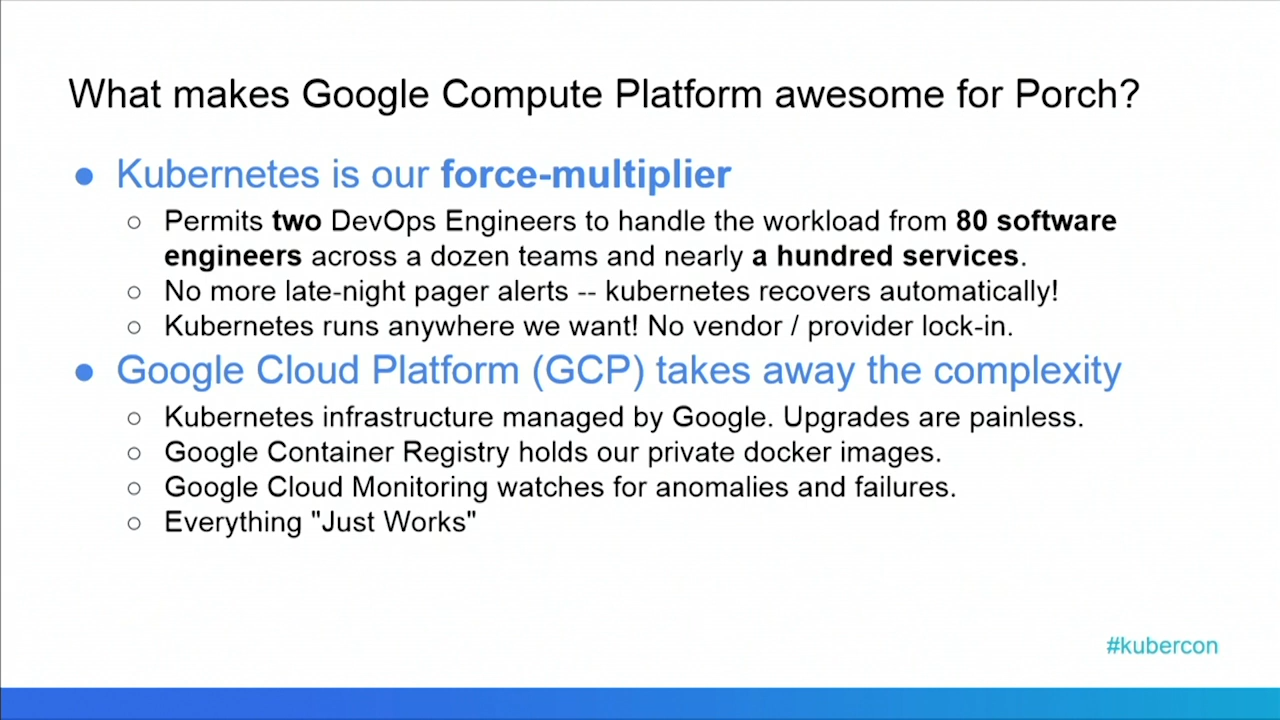 What makes Google Compute Platform awesome for Porch?
● Kubernetes is our force-multiplier
○ Permits two DevOps Engineers to handle the workload from 80 software
engineers across a dozen teams and nearly a hundred services.
○ No more late-night pager alerts -- kubernetes recovers automatically!
○ Kubernetes runs anywhere we want! No vendor / provider lock-in.
● Google Cloud Platform (GCP) takes away the complexity
○ Kubernetes infrastructure managed by Google. Upgrades are painless.
○ Google Container Registry holds our private docker images.
○ Google Cloud Monitoring watches for anomalies and failures.
○ Everything "Just Works"
#kubercon